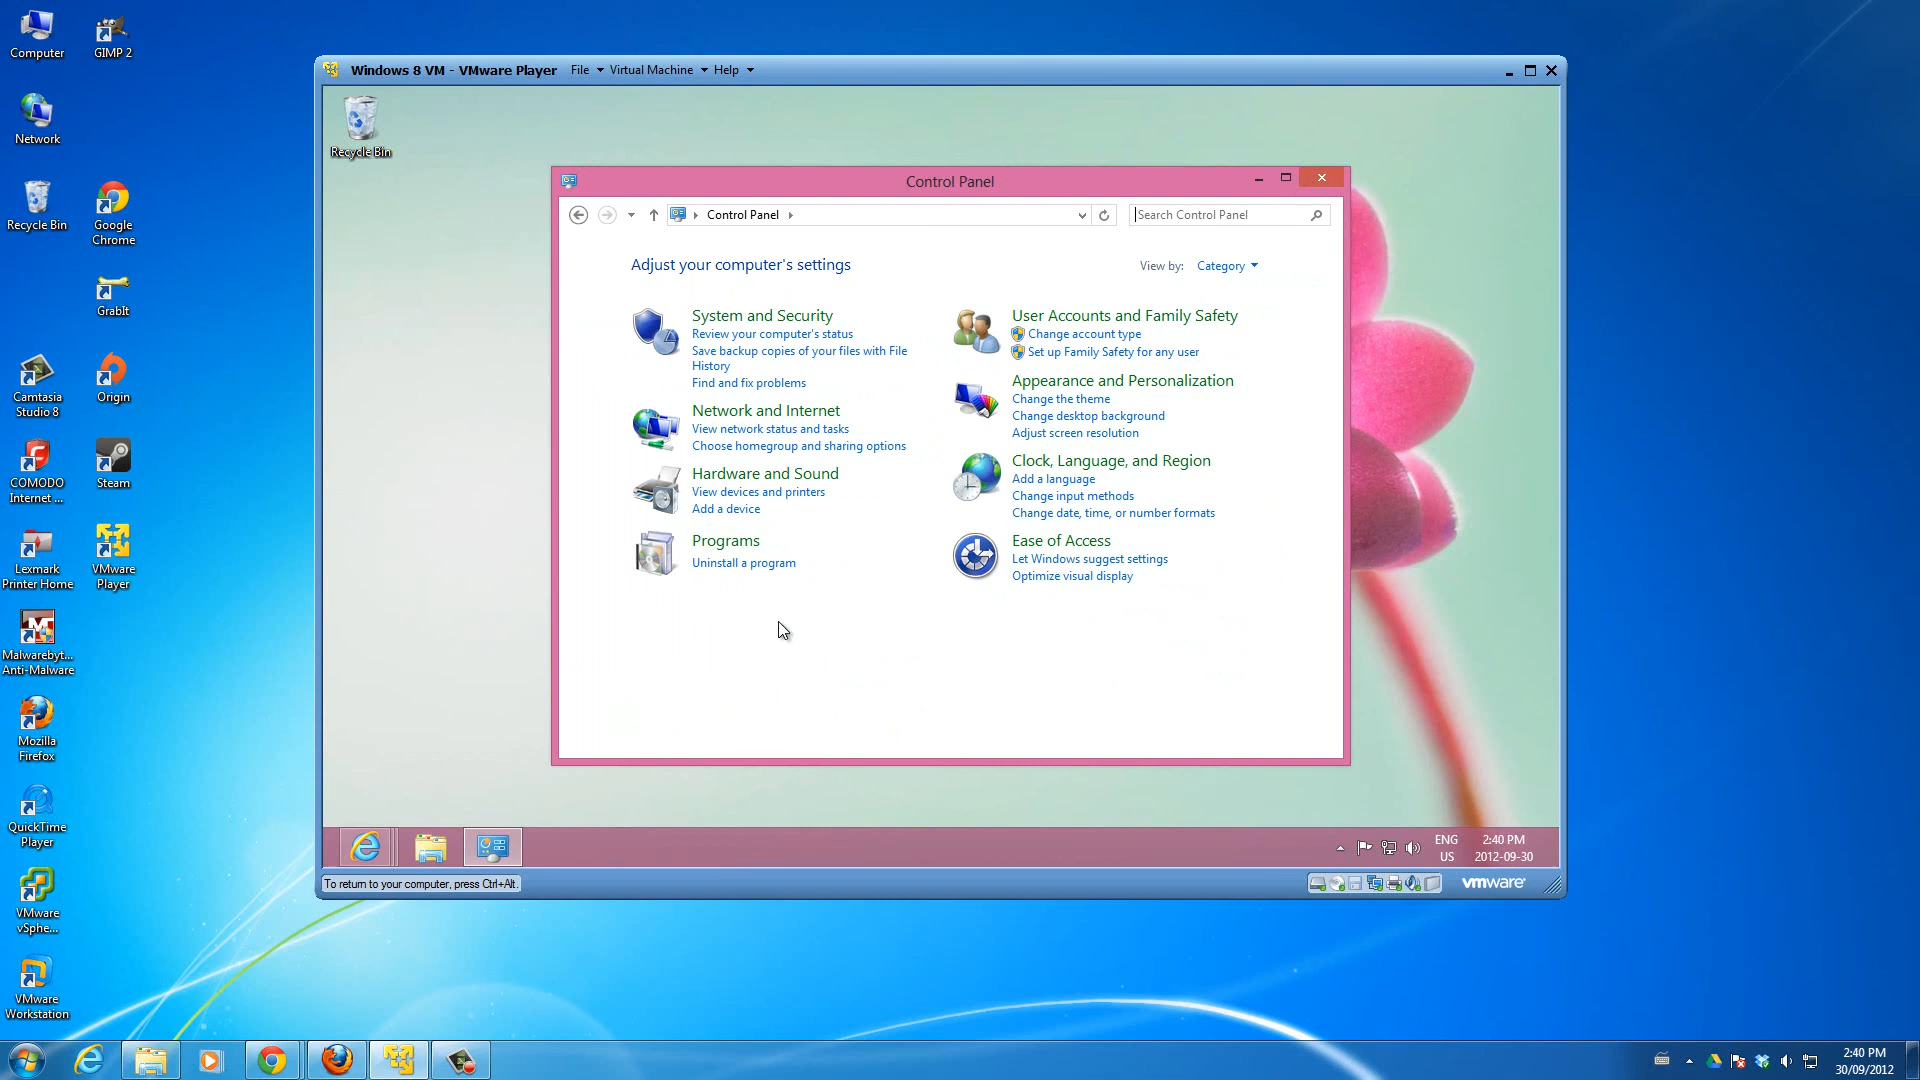 Computer
GIMP 2
Network
Recycle Bin
Google
Chrome
GrabIt
Camtasia
Studio 8
Origin
COMODO
Internet ...
Steam
Lexmark
Printer Home
VMware
Player
Malwarebyt...
Anti-Malware
Mozilla
Firefox
QuickTime
Player
VMware
vSphe...
VMware
Workstation
Windows 8 VM - VMware Player File Virtual Machine Help
Recycle Bin
Control Panel
Control Panel
Search Control Panel
Adjust your computer's settings
View by: Category
System and Security
Review your computer's status
Save backup copies of your files with File
History
Find and fix problems
Network and Internet
View network status and tasks
Choose homegroup and sharing options
Hardware and Sound
View devices and printers
Add a device
Programs
Uninstall a program
User Accounts and Family Safety
Change account type
Set up Family Safety for any user
Appearance and Personalization
Change the theme
Change desktop background
Adjust screen resolution
Clock, Language, and Region
Add a language
Change input methods
Change date, time, or number formats
Ease of Access
Let Windows suggest settings
Optimize visual display
ENG
US
2:40 PM
2012-09-30
To return to your computer, press Ctrl+Alt.
vmware
2:40 PM
30/09/2012